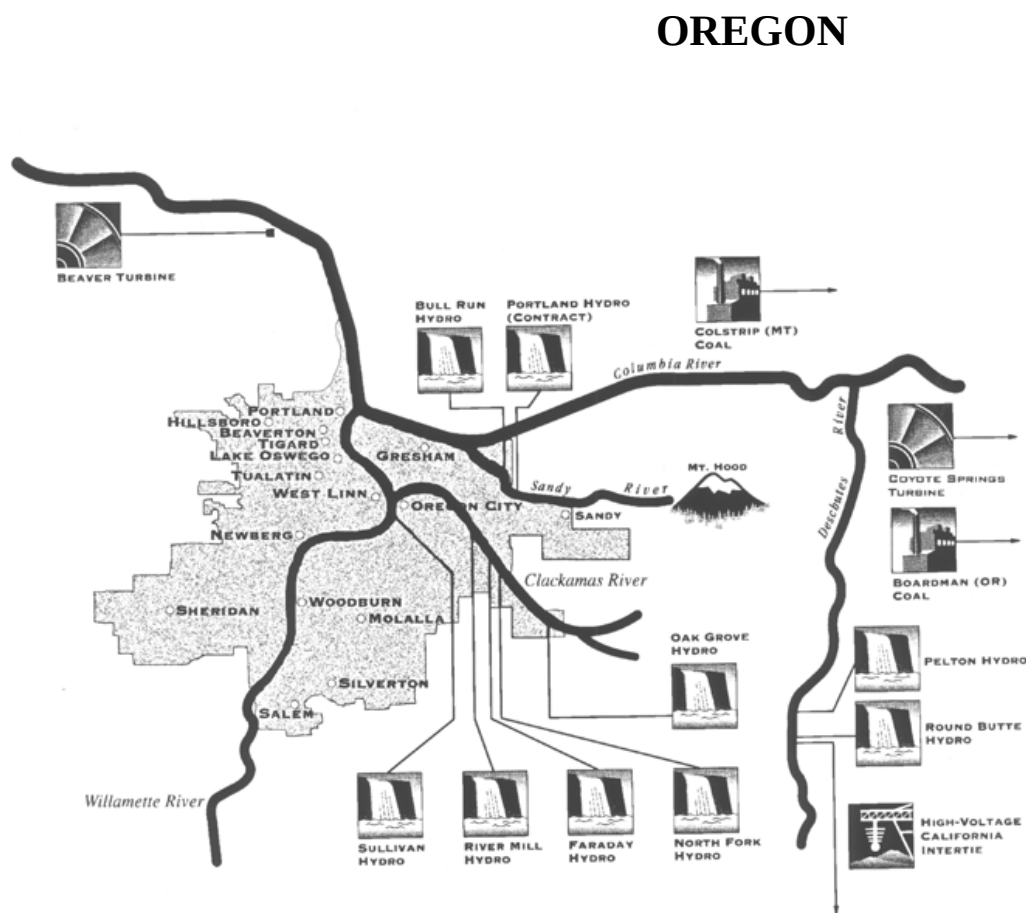 OREGON
BEAVER TURBINE
BULL RUN
HYDRO
PORTLAND HYDRO
(CONTRACT)
COLSTRIP (MT)
COAL
Columbia River
PORTLAND
HILLSBORO
BEAVERTON
TIGARD
LAKE OSWEGO
GRESHAM
TUALATIN
WEST LINN
OREGON CITY
Sandy River
SANDY
MT. HOOD
Deschutes River
COYOTE SPRINGS
TURBINE
BOARDMAN (OR)
COAL
NEWBERG
Clackamas River
SHERIDAN
WOODBURN
MOLALLA
OAK GROVE
HYDRO
PELTON HYDRO
SILVERTON
SALEM
ROUND BUTTE
HYDRO
Willamette River
SULLIVAN
HYDRO
RIVER MILL
HYDRO
FARADAY
HYDRO
NORTH FORK
HYDRO
HIGH-VOLTAGE
CALIFORNIA
INTERTIE